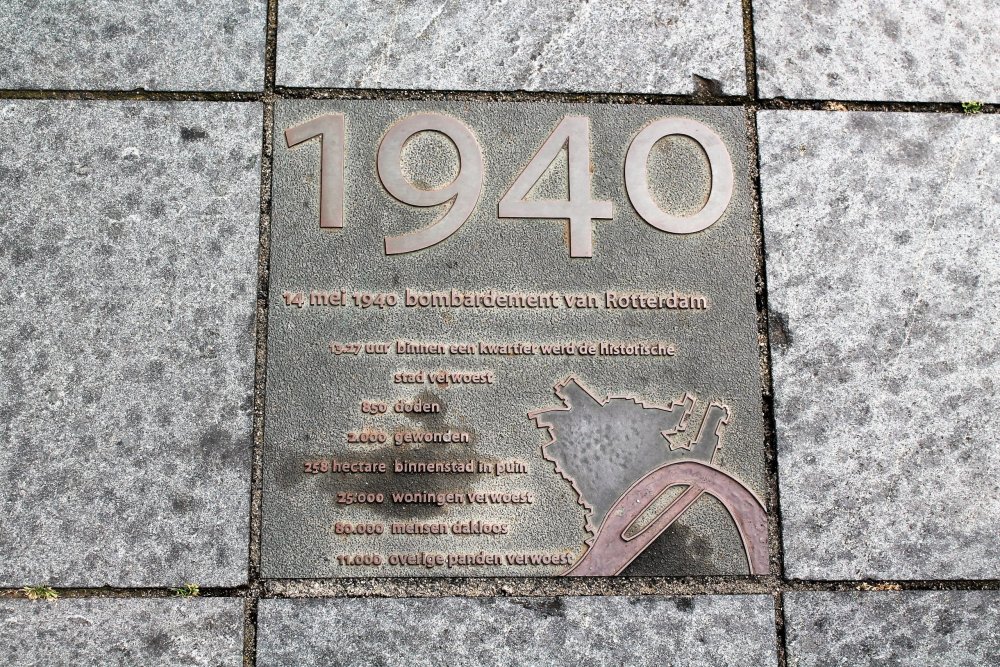 1940
14 mei 1940 bombardement van Rotterdam
13.27 uur binnen een kwartier werd de historische
stad verwoest
850 doden
2.000 gewonden
258 hectare binnenstad in puin
25.000 woningen verwoest
80.000 mensen dakloos
11.000 overige panden verwoest